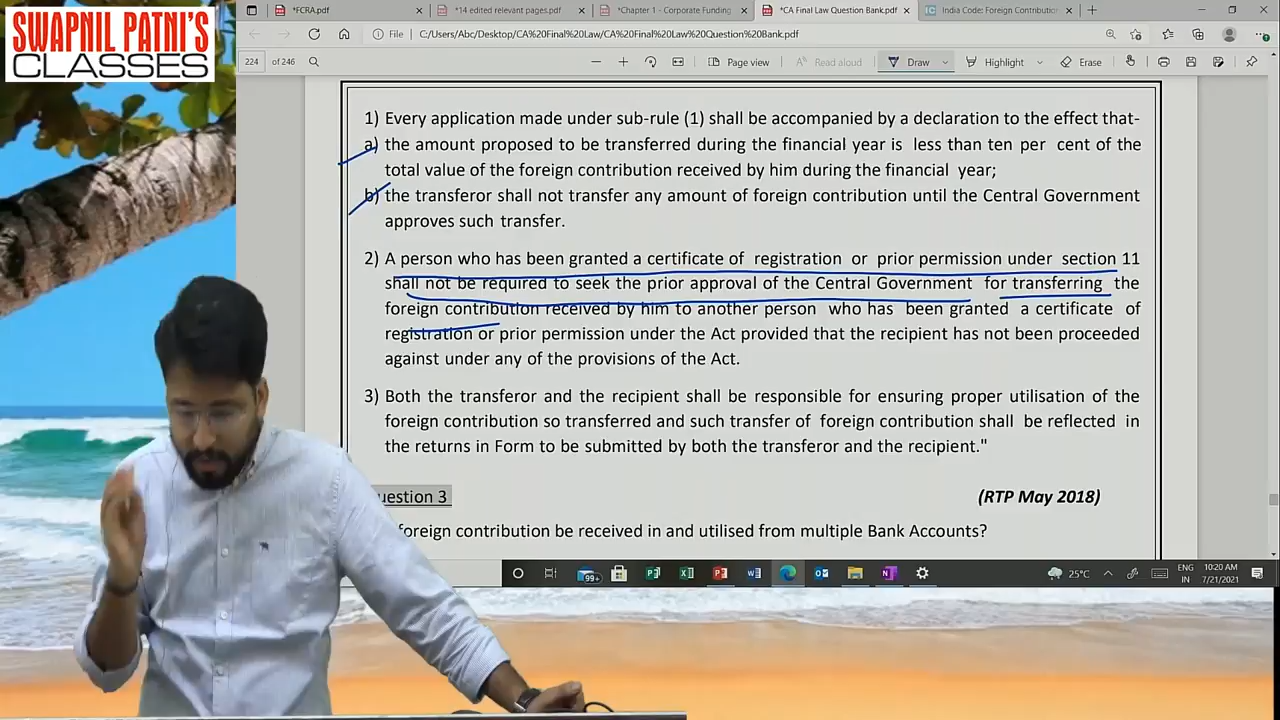 SWAPNIL PATNI'S
CLASSES
*FCRA.pdf
*14 edited relevant pages.pdf
*Chapter 1 - Corporate Funding
*CA Final Law Question Bank.pdf
India Code: Foreign Contribution
File
C:/Users/Abc/Desktop/CA%20Final%20Law/CA%20Final%20Law%20Question%20Bank.pdf
224 of 246
Page view
Read aloud
Draw
Highlight
Erase
1) Every application made under sub-rule (1) shall be accompanied by a declaration to the effect that-
a) the amount proposed to be transferred during the financial year is less than ten per cent of the
total value of the foreign contribution received by him during the financial year;
b) the transferor shall not transfer any amount of foreign contribution until the Central Government
approves such transfer.
2) A person who has been granted a certificate of registration or prior permission under section 11
shall not be required to seek the prior approval of the Central Government for transferring the
foreign contribution received by him to another person who has been granted a certificate of
registration or prior permission under the Act provided that the recipient has not been proceeded
against under any of the provisions of the Act.
3) Both the transferor and the recipient shall be responsible for ensuring proper utilisation of the
foreign contribution so transferred and such transfer of foreign contribution shall be reflected in
the returns in Form to be submitted by both the transferor and the recipient."
uestion 3
(RTP May 2018)
foreign contribution be received in and utilised from multiple Bank Accounts?
99+
25°C
ENG
IN
10:20 AM
7/21/2021